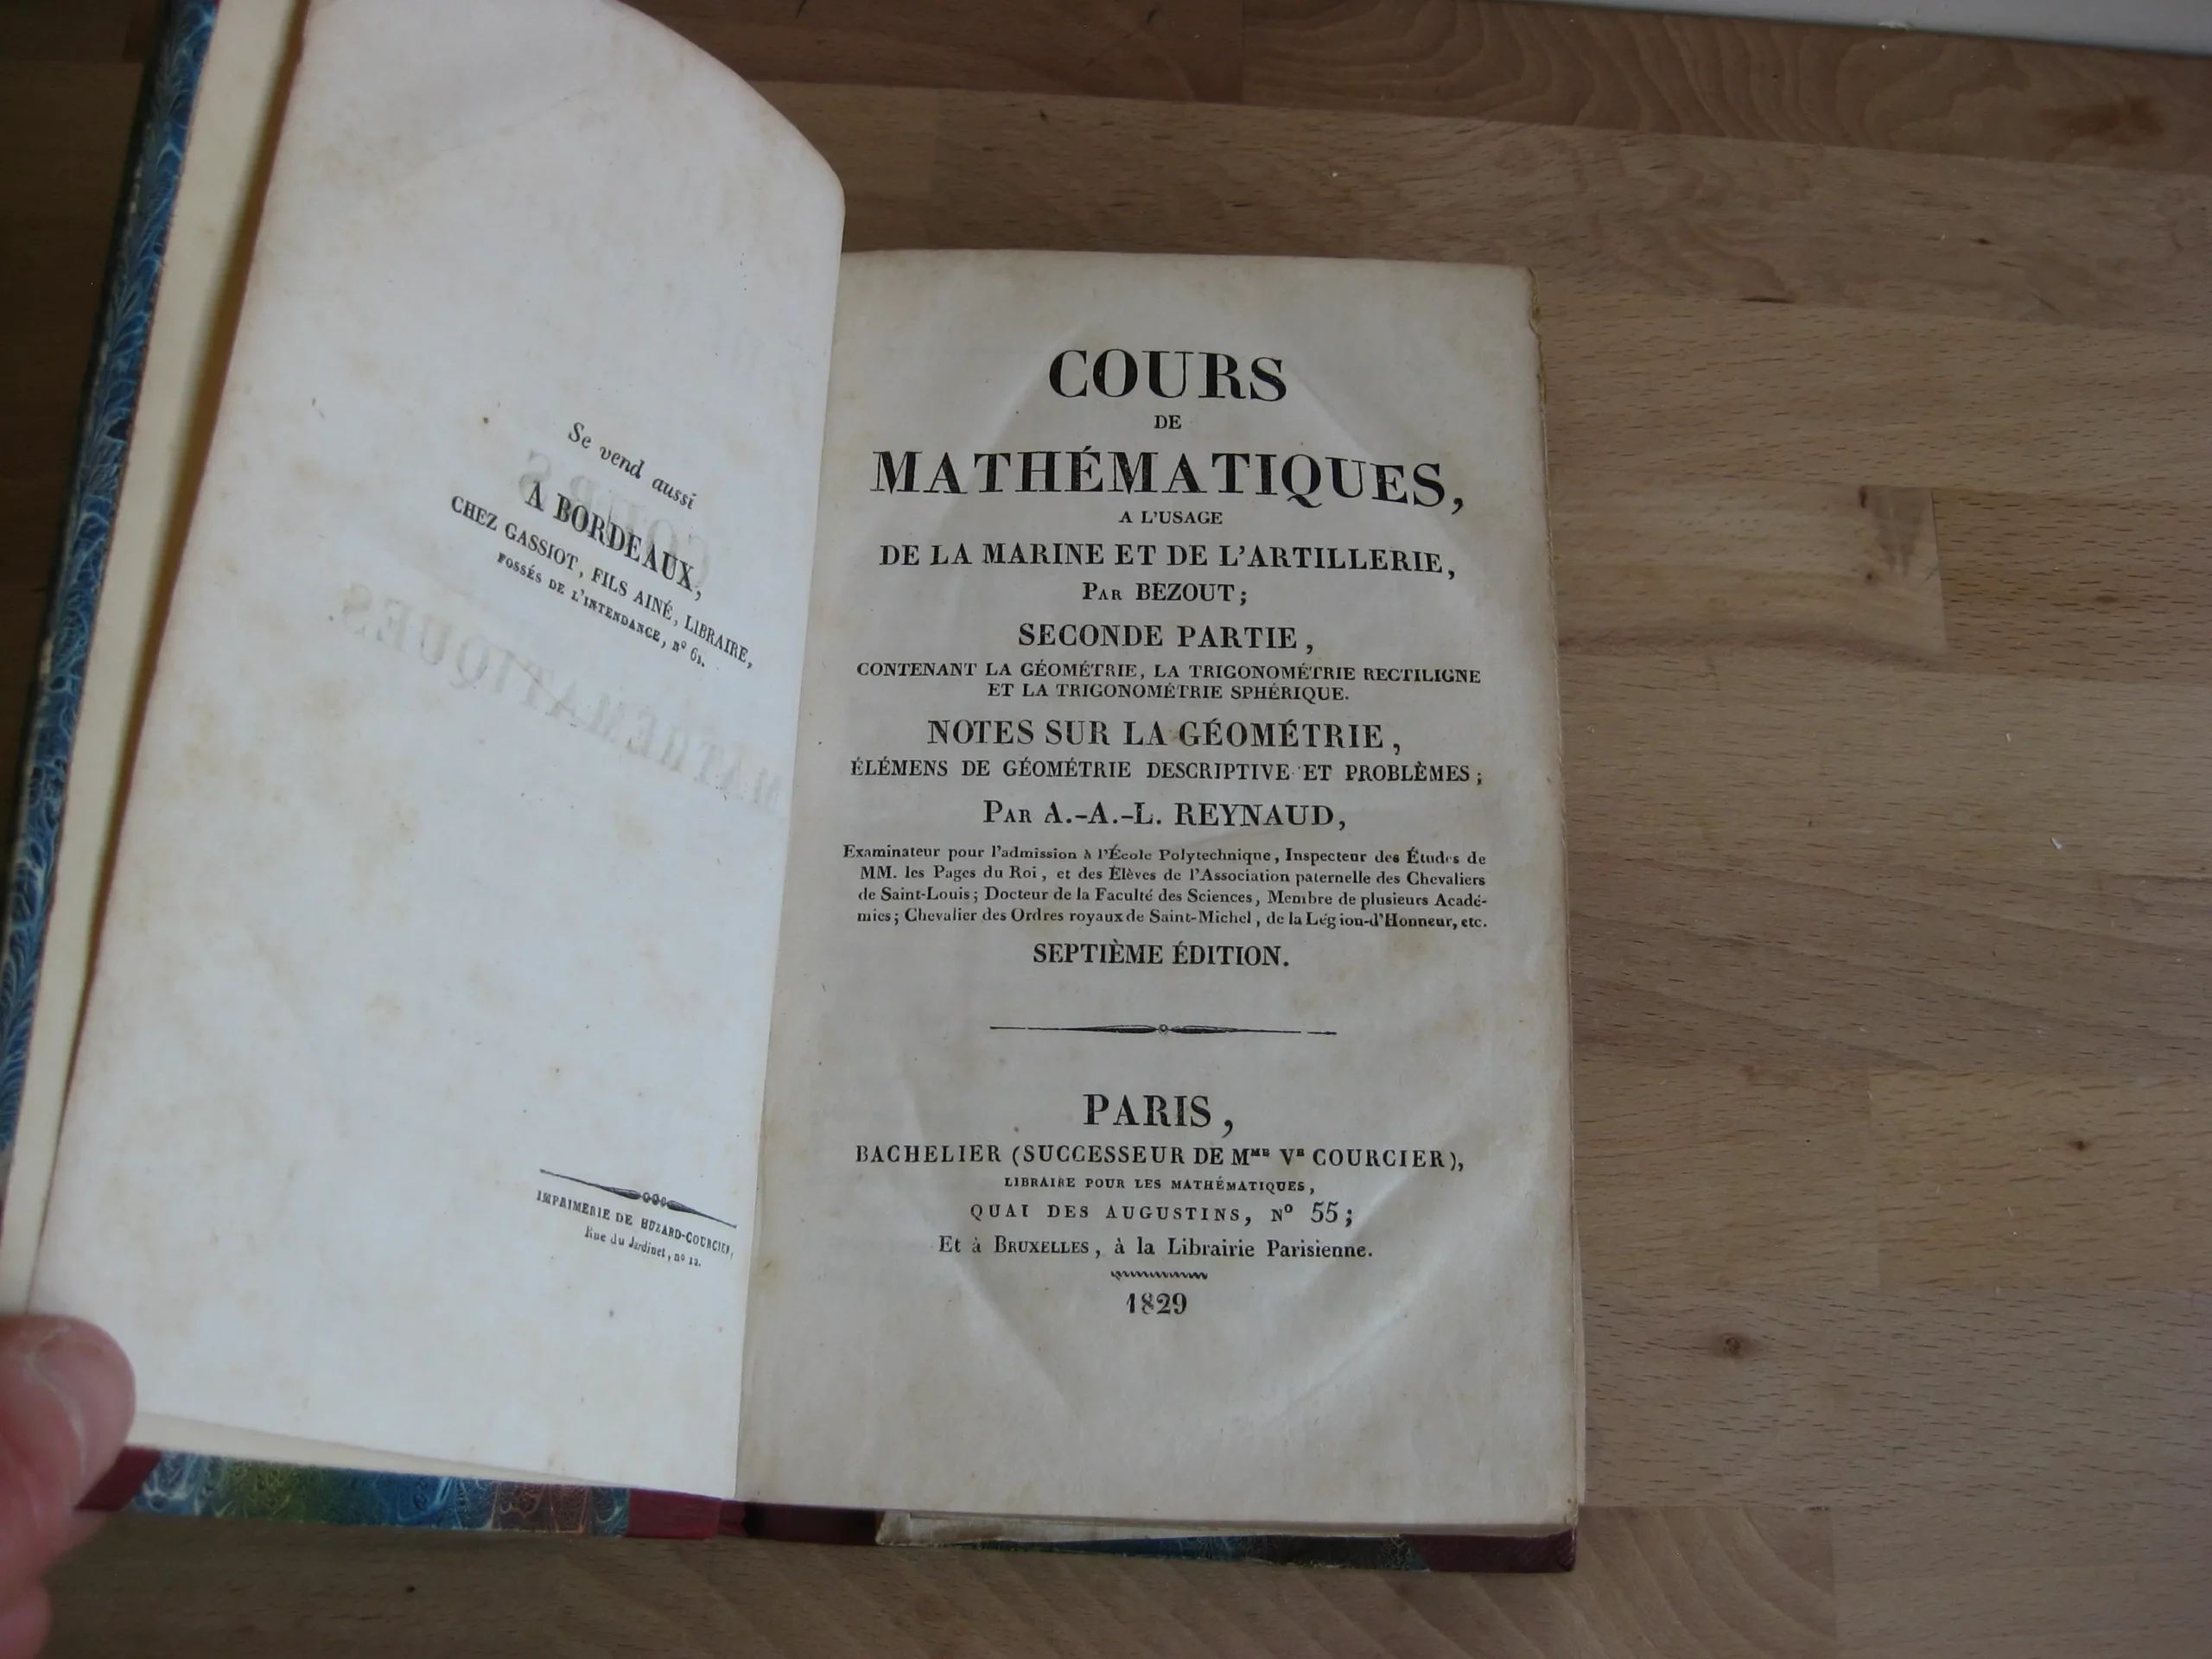 Se vend aussi
A BORDEAUX,
CHEZ GASSIOT, FILS AINÉ, LIBRAIRE,
FOSSÉS DE L'INTENDANCE, Nº 61.
IMPRIMERIE DE HUZARD-COURCIER,
Rue du Jardinet, nº 12.
COURS
DE
MATHÉMATIQUES,
A L'USAGE
DE LA MARINE ET DE L'ARTILLERIE,
PAR BEZOUT;
SECONDE PARTIE,
CONTENANT LA GÉOMÉTRIE, LA TRIGONOMÉTRIE RECTILIGNE
ET LA TRIGONOMÉTRIE SPHÉRIQUE.
NOTES SUR LA GÉOMÉTRIE,
ÉLÉMENS DE GÉOMÉTRIE DESCRIPTIVE ET PROBLÈMES;
PAR A.-A.-L. REYNAUD,
Examinateur pour l'admission à l'École Polytechnique, Inspecteur des Études de
MM. les Pages du Roi, et des Élèves de l'Association paternelle des Chevaliers
de Saint-Louis; Docteur de la Faculté des Sciences, Membre de plusieurs Acadé-
mies; Chevalier des Ordres royaux de Saint-Michel, de la Légion-d'Honneur, etc.
SEPTIÈME ÉDITION.
PARIS,
BACHELIER (SUCCESSEUR DE Mᴹᴱ Vᴱ COURCIER),
LIBRAIRE POUR LES MATHÉMATIQUES,
QUAI DES AUGUSTINS, Nº 55;
Et à BRUXELLES, à la Librairie Parisienne.
1829